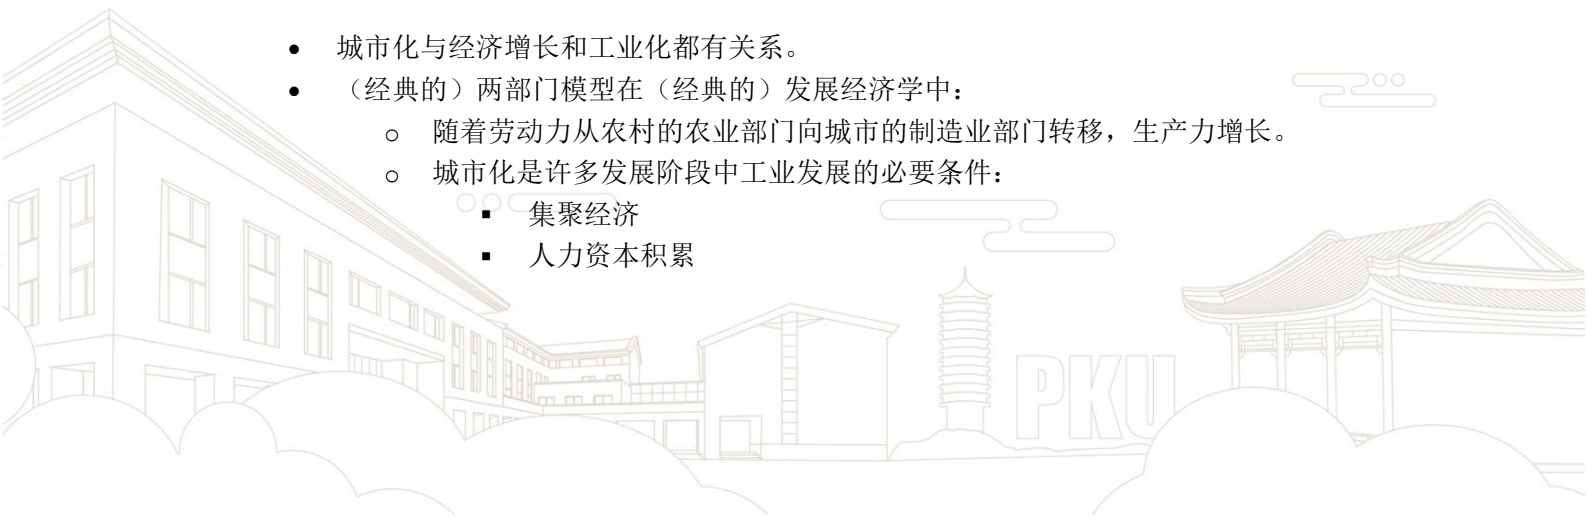 • 城市化与经济增长和工业化都有关系。
• （经典的）两部门模型在（经典的）发展经济学中：
o 随着劳动力从农村的农业部门向城市的制造业部门转移，生产力增长。
o 城市化是许多发展阶段中工业发展的必要条件：
▪ 集聚经济
▪ 人力资本积累
PKU